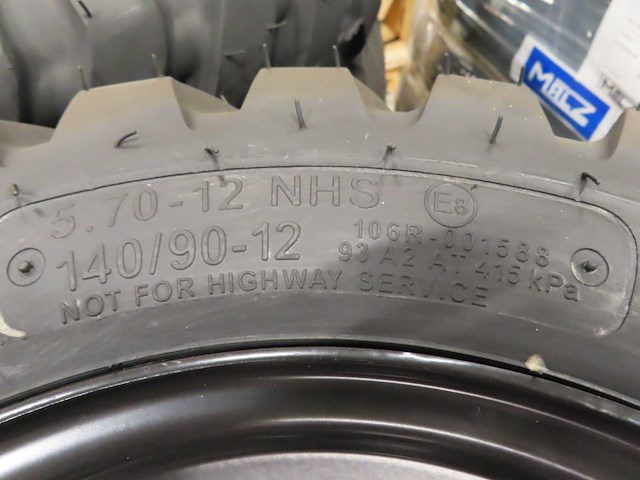 MBLZ
5.70-12 NHS E8
140/90-12 106R-001588
93 A2 AT 415 kPa
NOT FOR HIGHWAY SERVICE